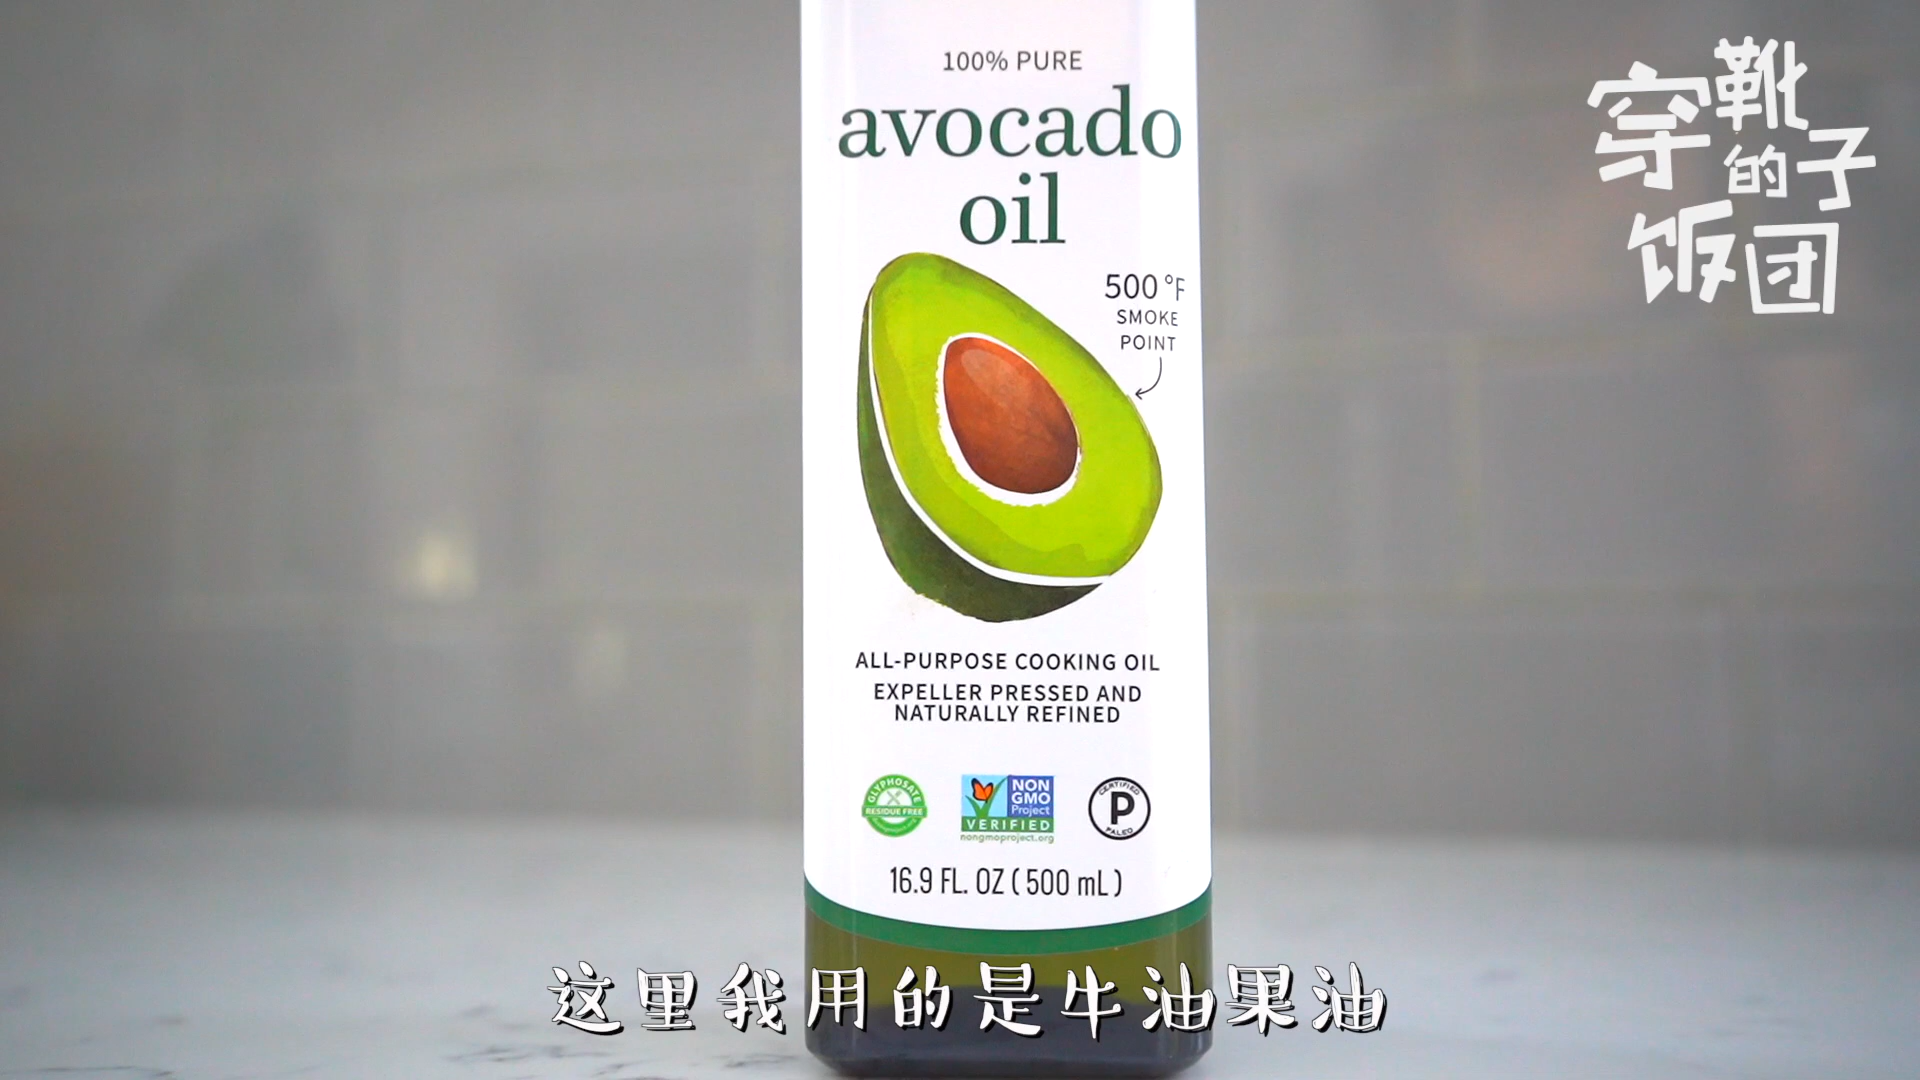 100% PURE
avocado
oil
500 °F
SMOKE
POINT
ALL-PURPOSE COOKING OIL
EXPELLER PRESSED AND
NATURALLY REFINED
GLYPHOSATE
RESIDUE FREE
NON
GMO
Project
VERIFIED
nongmoproject.org
CERTIFIED
P
PALEO
16.9 FL. OZ ( 500 mL )
穿靴子的
饭团
这里我用的是牛油果油